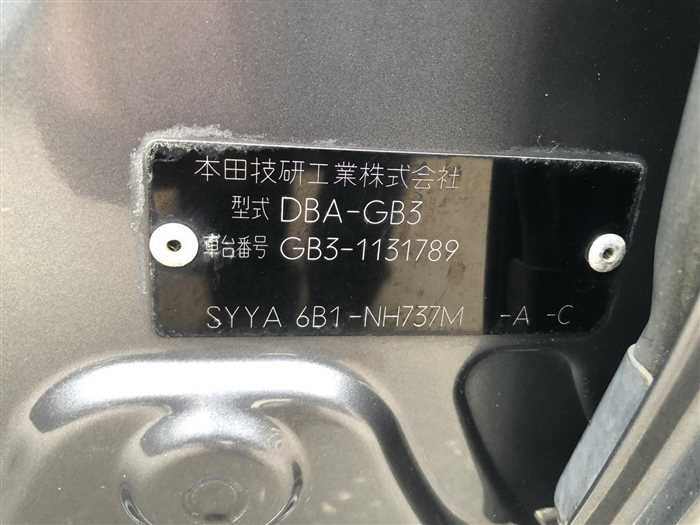 本田技研工業株式会社
型式 DBA-GB3
車台番号 GB3-1131789
SYYA 6B1-NH737M -A -C